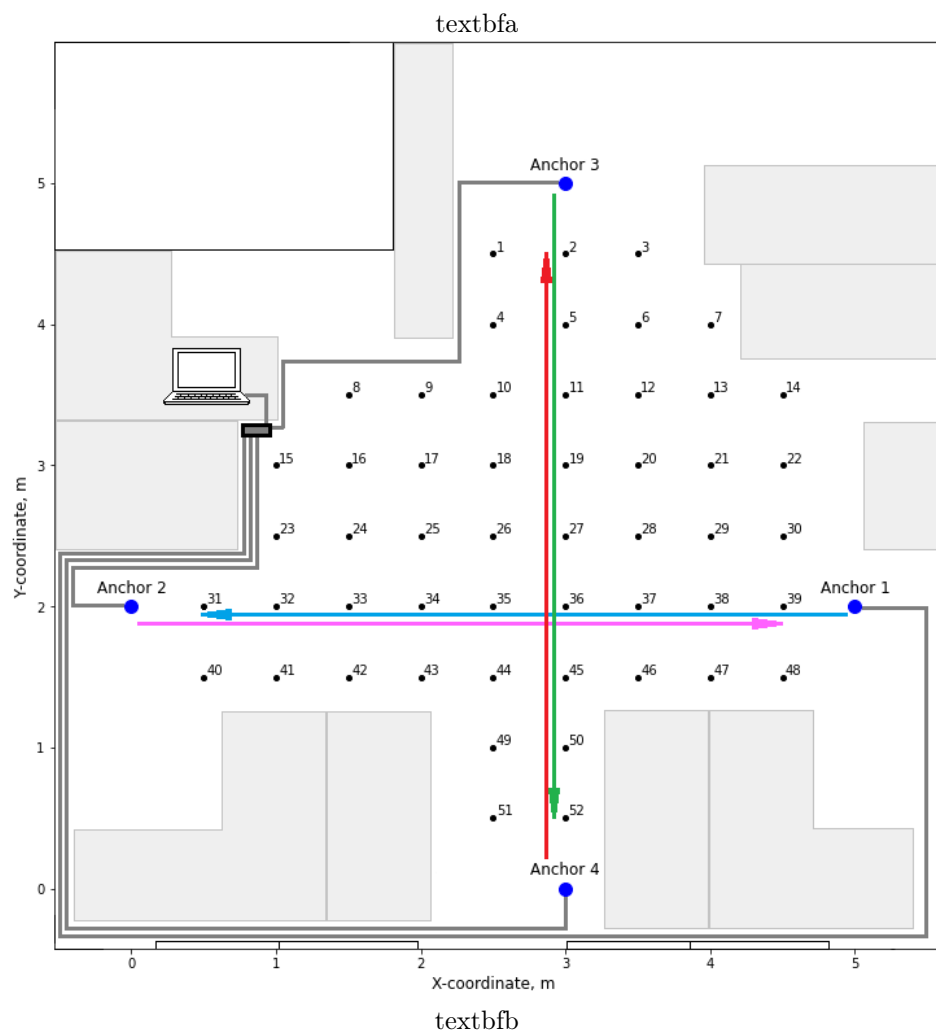 textbfa
Anchor 3
5
1 2 3
4
4 5 6 7
8 9 10 11 12 13 14
3
15 16 17 18 19 20 21 22
23 24 25 26 27 28 29 30
Y-coordinate, m
Anchor 2
Anchor 1
2
31 32 33 34 35 36 37 38 39
40 41 42 43 44 45 46 47 48
1
49 50
51 52
Anchor 4
0
0 1 2 3 4 5
X-coordinate, m
textbfb